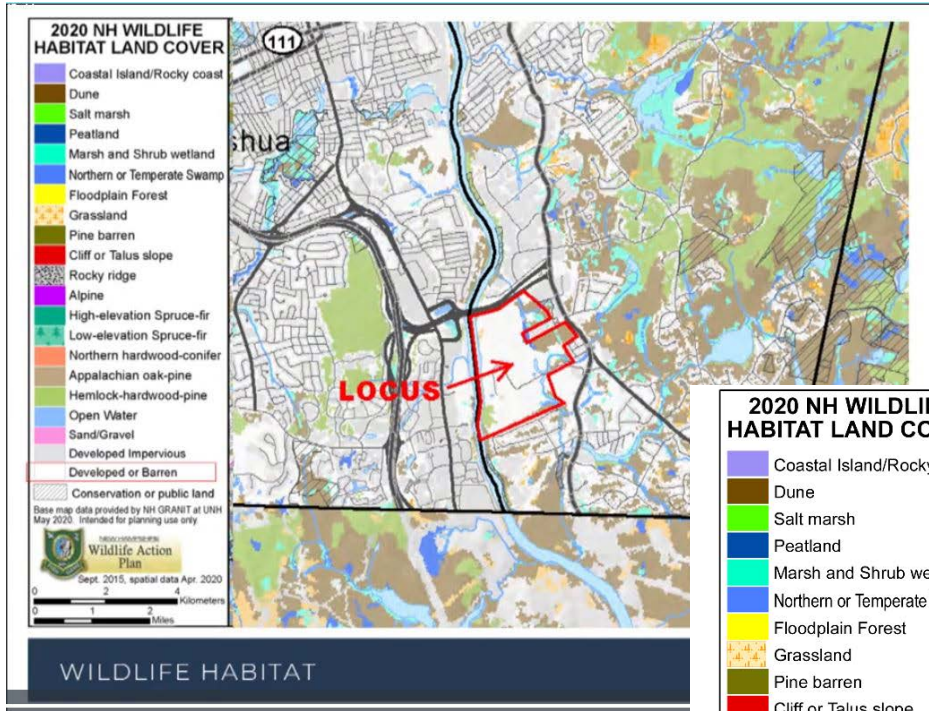 2020 NH WILDLIFE
HABITAT LAND COVER
Coastal Island/Rocky coast
Dune
Salt marsh
Peatland
Marsh and Shrub wetland
Northern or Temperate Swamp
Floodplain Forest
Grassland
Pine barren
Cliff or Talus slope
Rocky ridge
Alpine
High-elevation Spruce-fir
Low-elevation Spruce-fir
Northern hardwood-conifer
Appalachian oak-pine
Hemlock-hardwood-pine
Open Water
Sand/Gravel
Developed Impervious
Developed or Barren
Conservation or public land
Base map data provided by NH GRANIT at UNH
May 2020. Intended for planning use only.
NEW HAMPSHIRE
Wildlife Action
Plan
Sept. 2015, spatial data Apr. 2020
0 2 4
Kilometers
0 1 2
Miles
111
shua
LOCUS
WILDLIFE HABITAT
2020 NH WILDLI
HABITAT LAND CO
Coastal Island/Rocky
Dune
Salt marsh
Peatland
Marsh and Shrub we
Northern or Temperate
Floodplain Forest
Grassland
Pine barren
Cliff or Talus slope